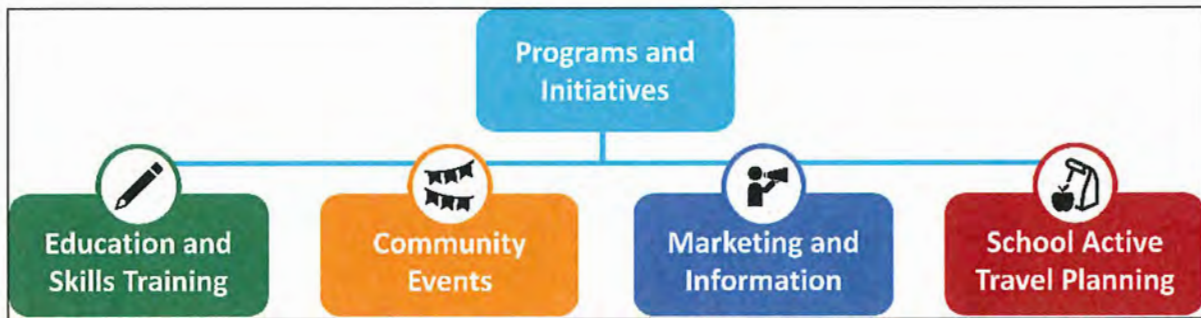 Programs and
Initiatives
Education and
Skills Training
Community
Events
Marketing and
Information
School Active
Travel Planning